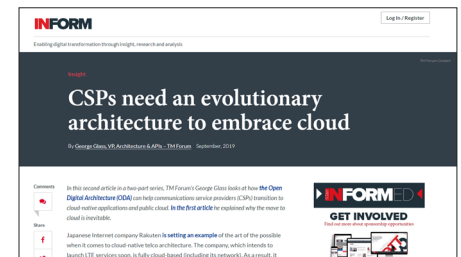 INFORM
Log In / Register
Enabling digital transformation through insight, research and analysis
Insight
CSPs need an evolutionary
architecture to embrace cloud
By George Glass, VP, Architecture & APIs – TM Forum September, 2019
Comments
Share
In this second article in a two-part series, TM Forum's George Glass looks at how the Open
Digital Architecture (ODA) can help communications service providers (CSPs) transition to
cloud-native applications and public cloud. In the first article he explained why the move to
cloud is inevitable.
Japanese Internet company Rakuten is setting an example of the art of the possible
when it comes to cloud-native telco architecture. The company, which intends to
launch LTE services soon, is fully cloud-based (including its network). As a result, it
INFORMED
GET INVOLVED
Find out more about sponsorship opportunities